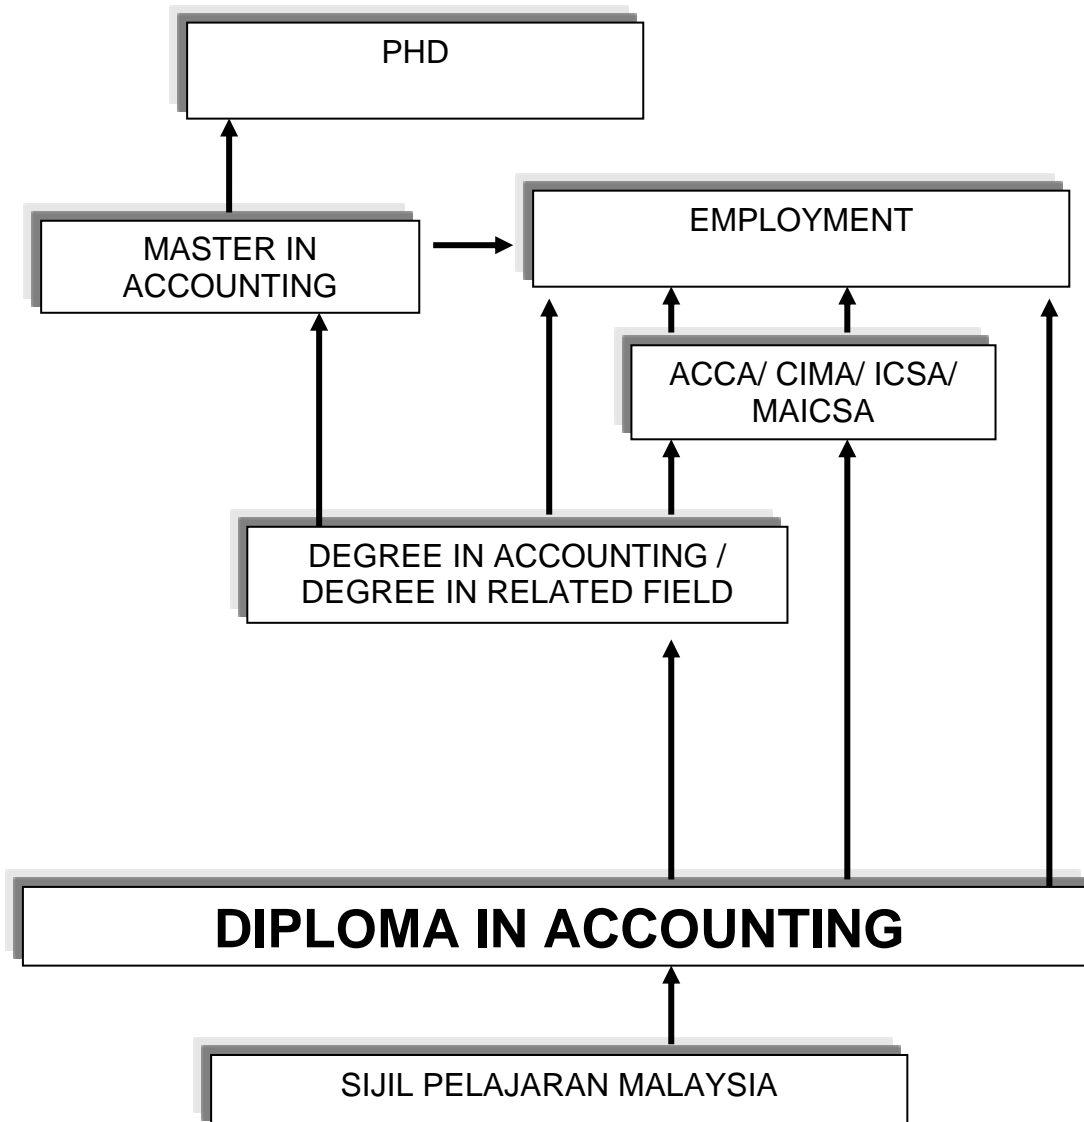 PHD
EMPLOYMENT
MASTER IN
ACCOUNTING
ACCA/ CIMA/ ICSA/
MAICSA
DEGREE IN ACCOUNTING /
DEGREE IN RELATED FIELD
DIPLOMA IN ACCOUNTING
SIJIL PELAJARAN MALAYSIA